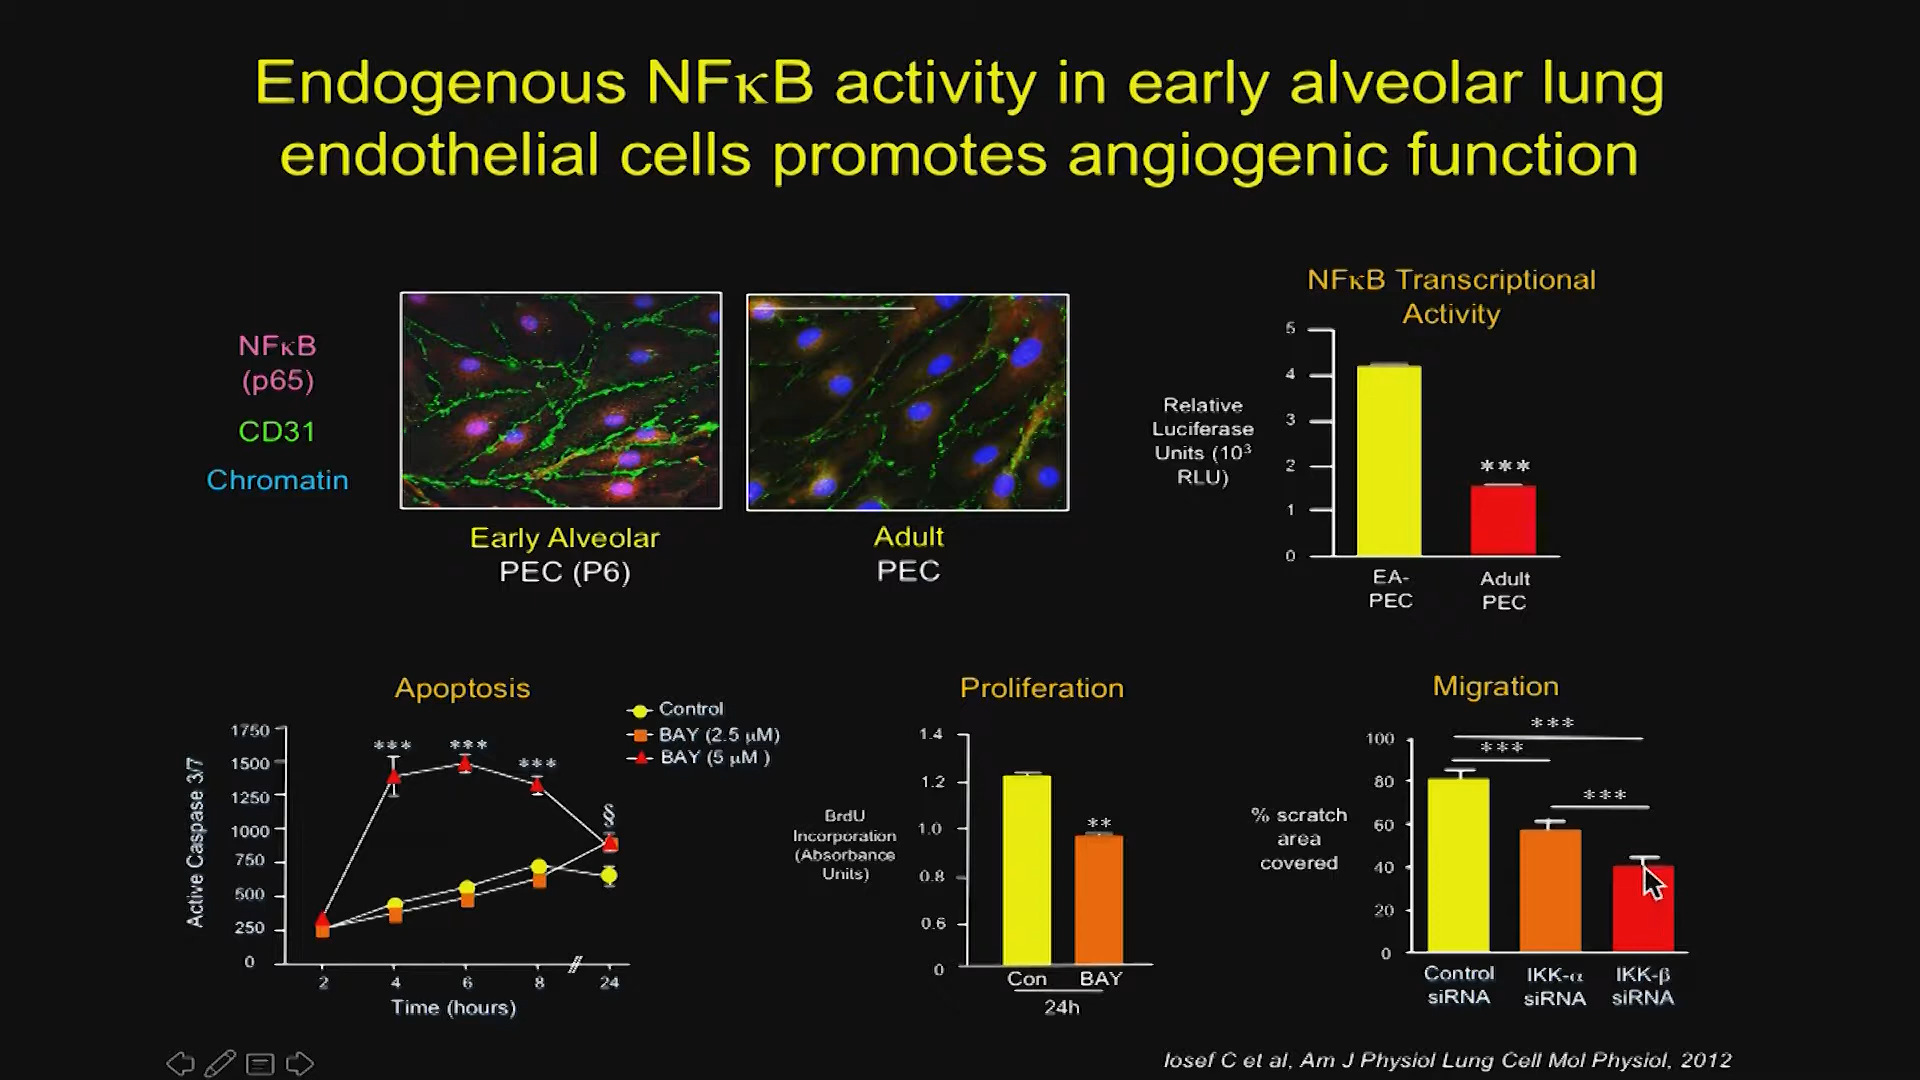 Endogenous NFκB activity in early alveolar lung
endothelial cells promotes angiogenic function
NFκB
(p65)
CD31
Chromatin
Early Alveolar
PEC (P6)
Adult
PEC
NFκB Transcriptional
Activity
Relative
Luciferase
Units (10³
RLU)
5
4
3
2
1
0
***
EA-
PEC
Adult
PEC
Apoptosis
Control
BAY (2.5 μM)
BAY (5 μM )
Active Caspase 3/7
1750
1500
1250
1000
750
500
250
0
***
***
***
§
2
4
6
8
24
Time (hours)
Proliferation
BrdU
Incorporation
(Absorbance
Units)
1.4
1.2
1.0
0.8
0.6
0
**
Con
BAY
24h
Migration
% scratch
area
covered
100
80
60
40
20
0
***
***
***
Control
siRNA
IKK-α
siRNA
IKK-β
siRNA
Iosef C et al, Am J Physiol Lung Cell Mol Physiol, 2012